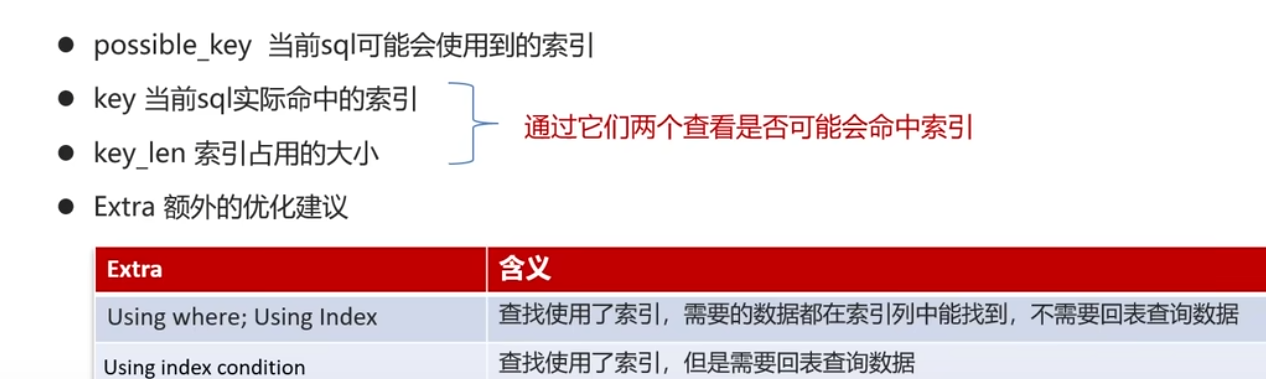 possible_key 当前sql可能会使用到的索引
key 当前sql实际命中的索引
key_len 索引占用的大小
通过它们两个查看是否可能会命中索引
Extra 额外的优化建议
Extra 含义
Using where; Using Index 查找使用了索引，需要的数据都在索引列中能找到，不需要回表查询数据
Using index condition 查找使用了索引，但是需要回表查询数据